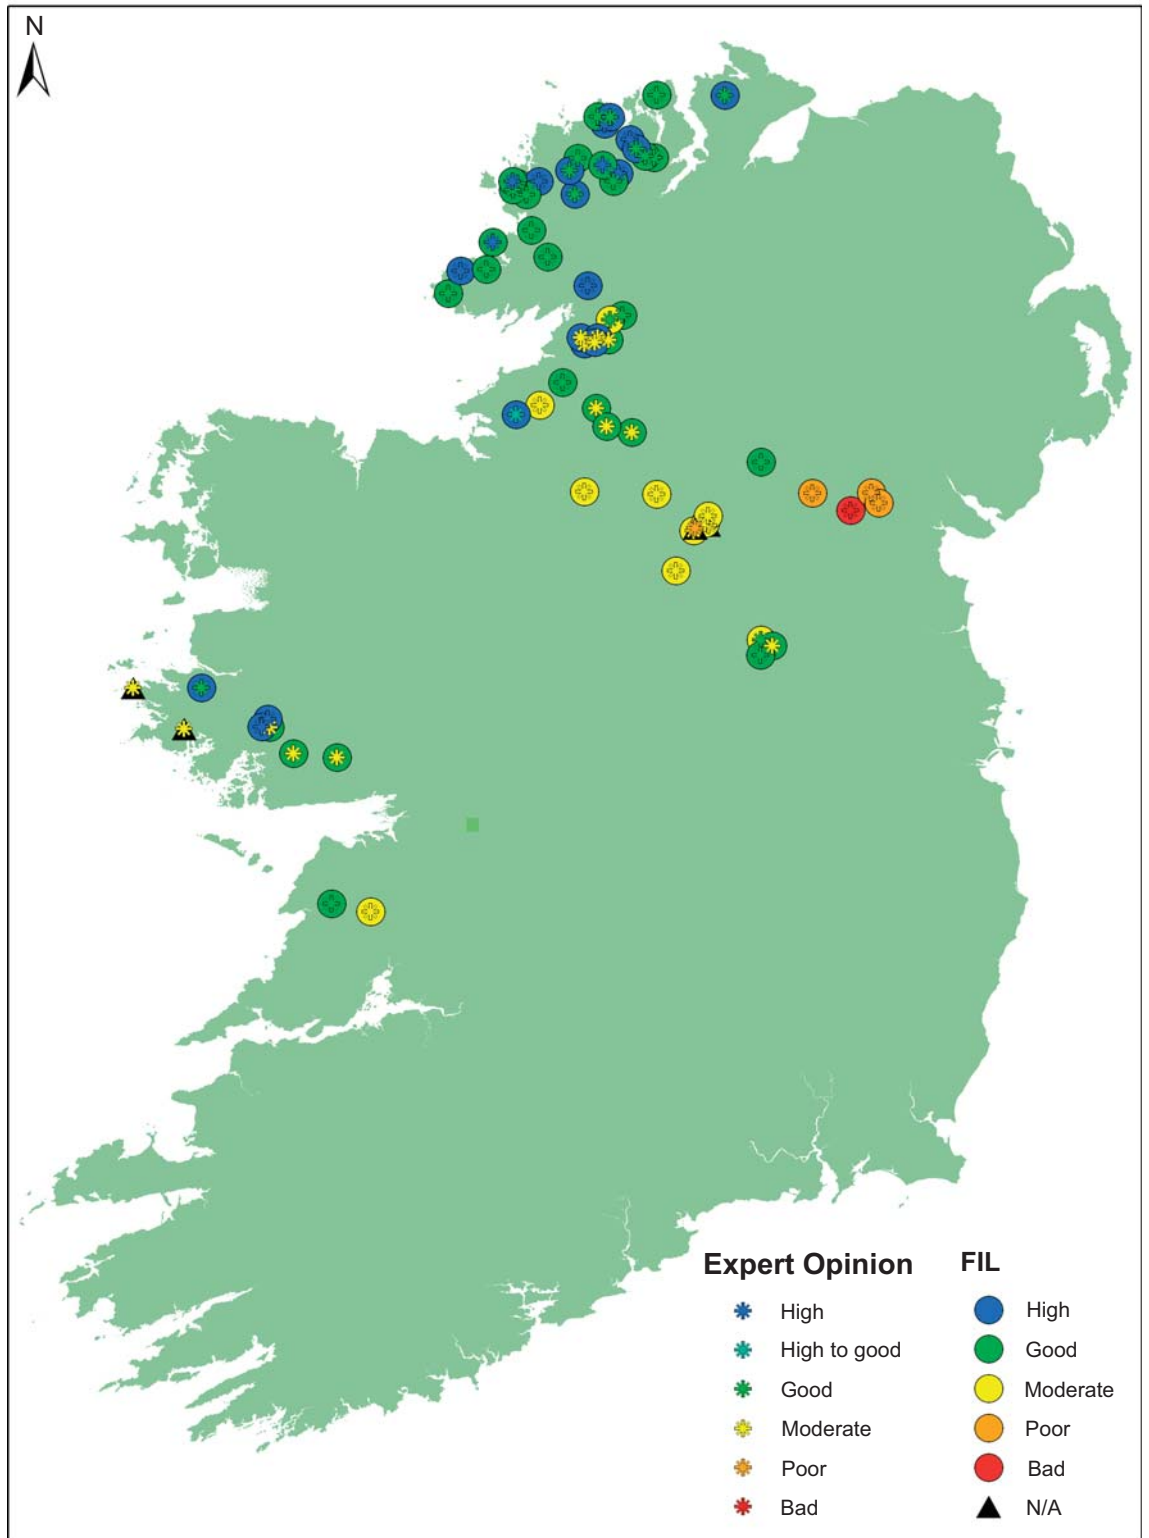 N
Expert Opinion
High
High to good
Good
Moderate
Poor
Bad
FIL
High
Good
Moderate
Poor
Bad
N/A